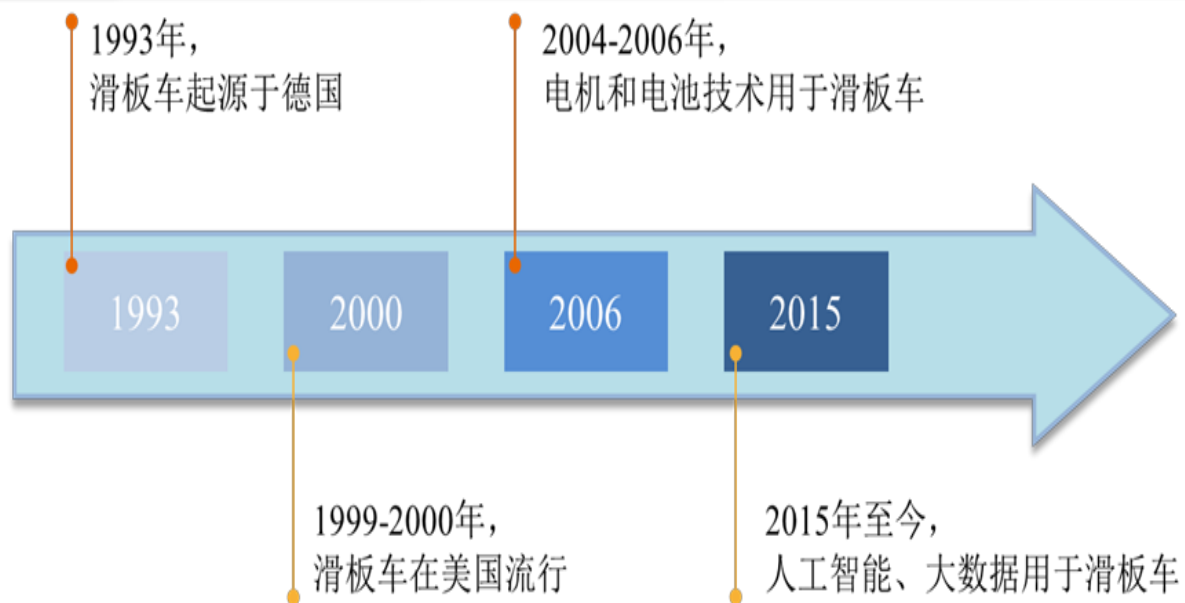 1993年，
滑板车起源于德国
2004-2006年，
电机和电池技术用于滑板车
1993
2000
2006
2015
1999-2000年，
滑板车在美国流行
2015年至今，
人工智能、大数据用于滑板车